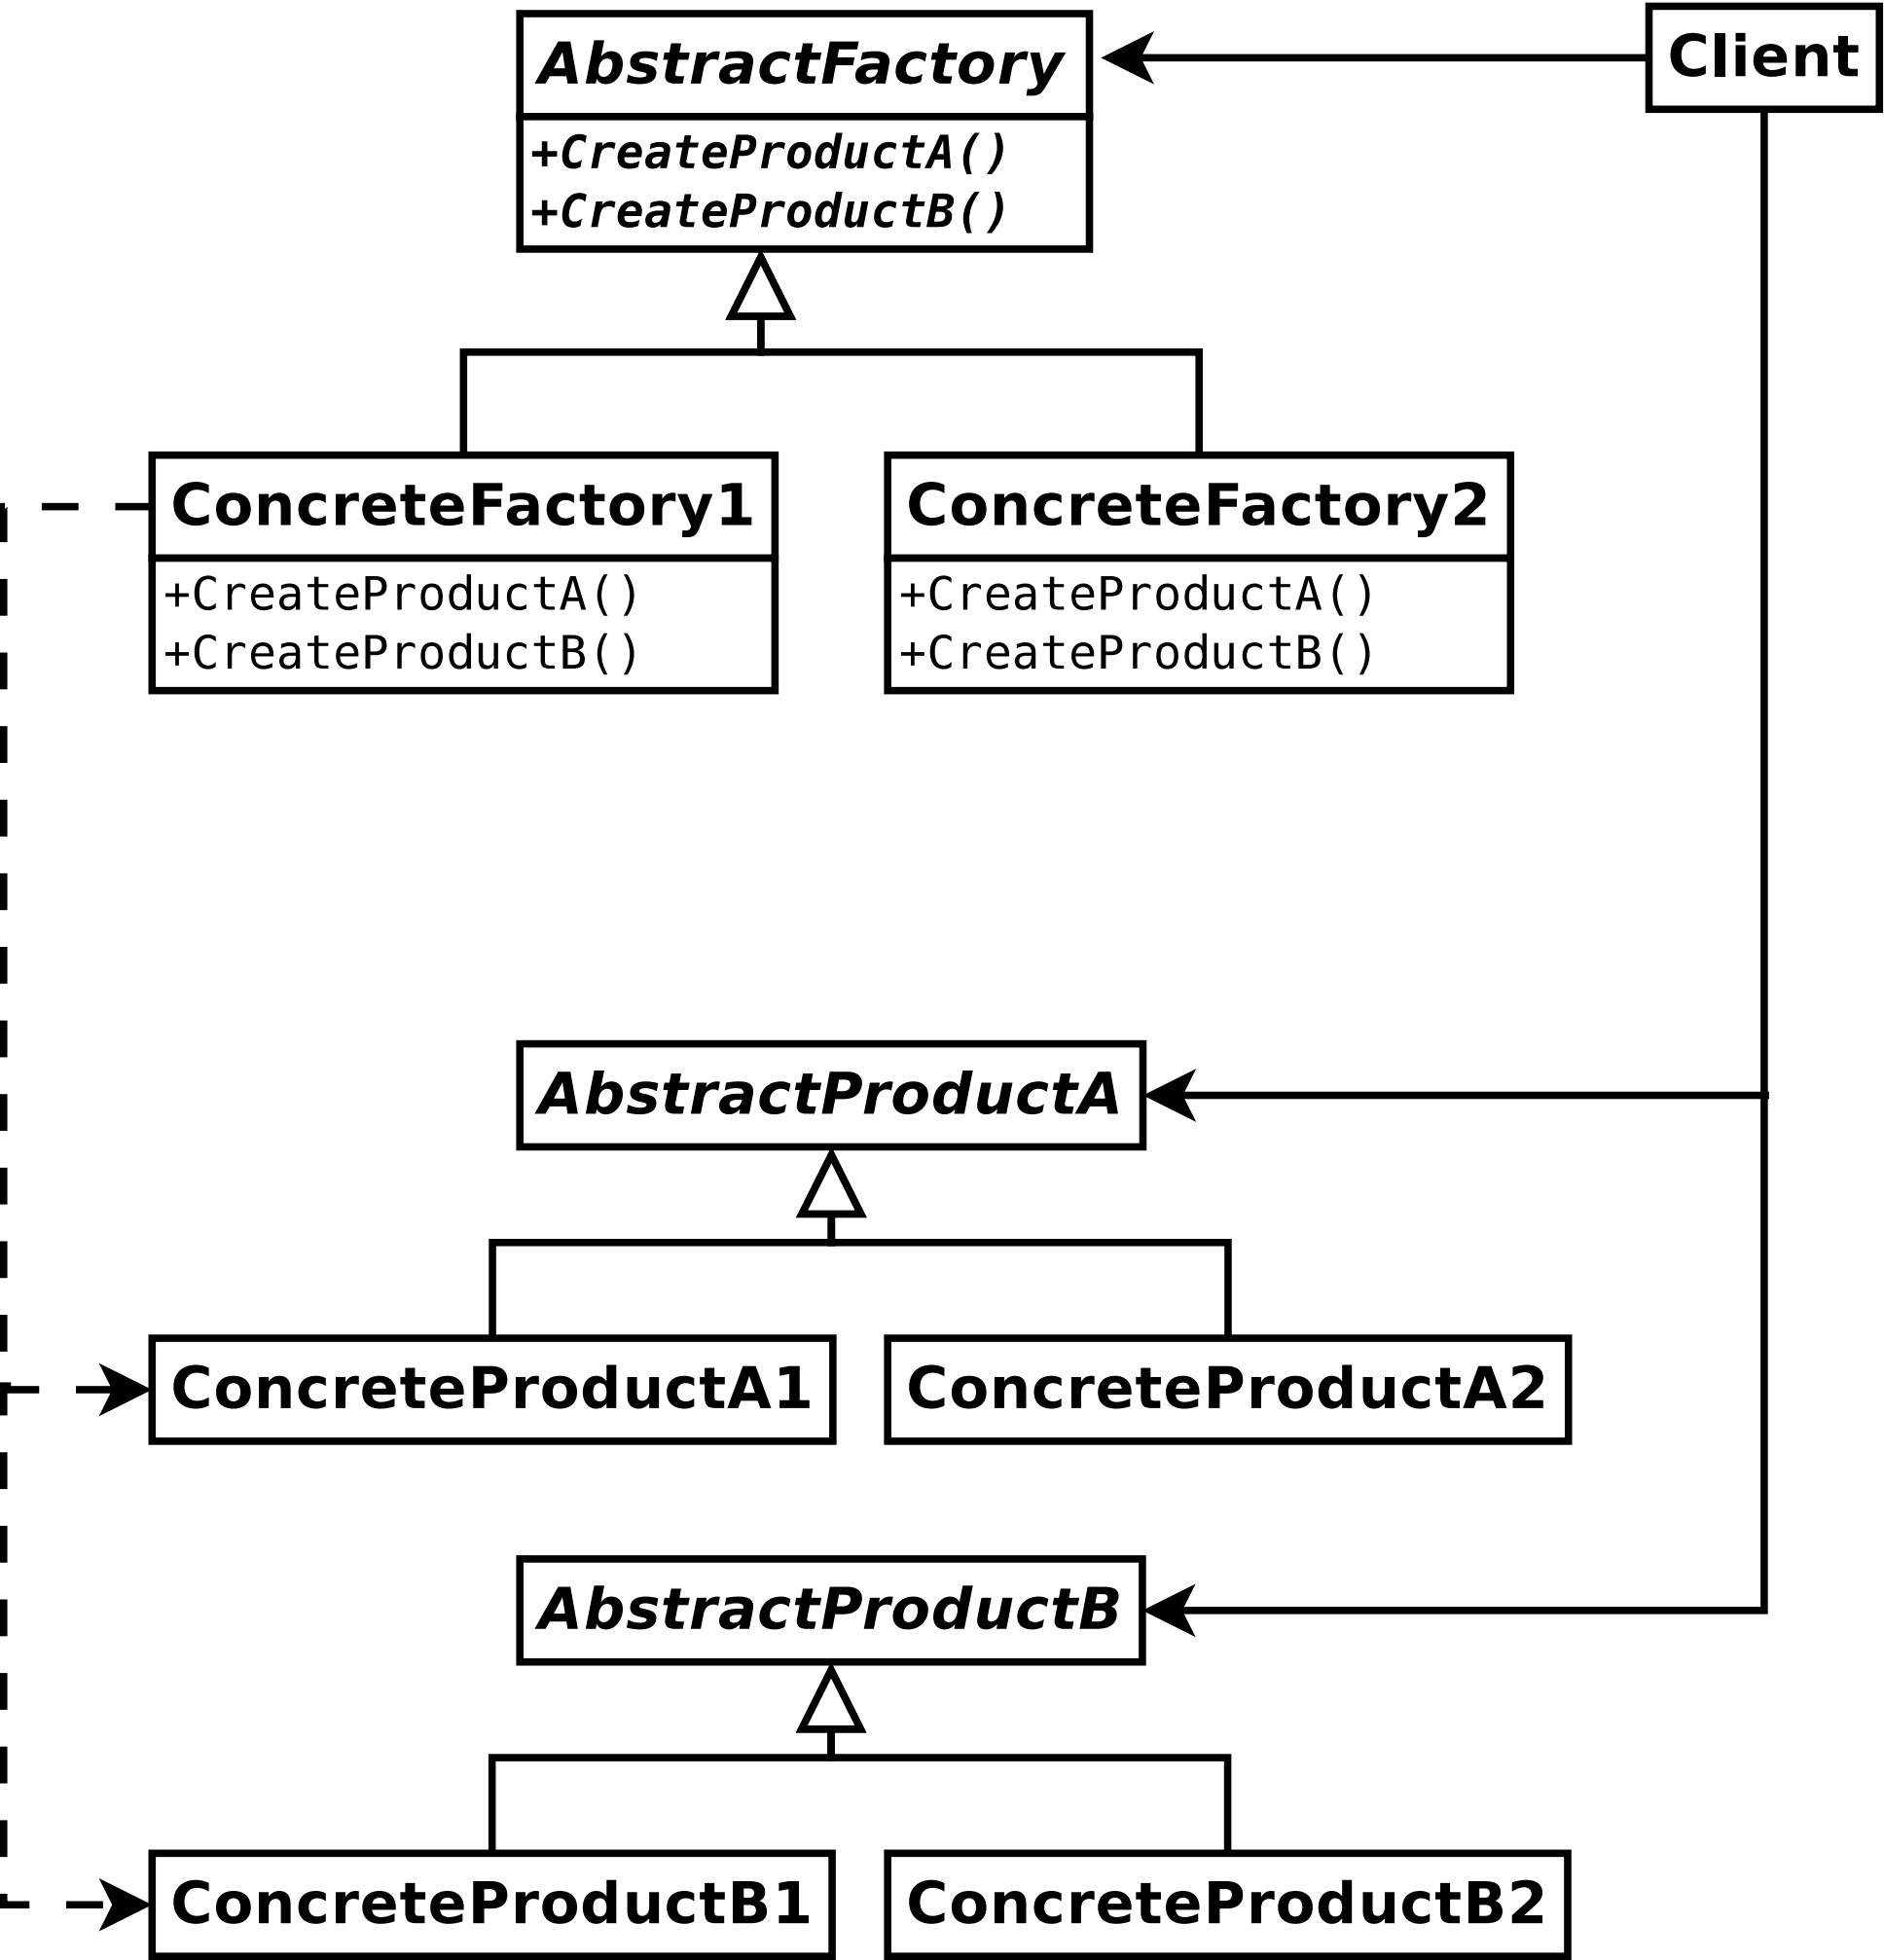 AbstractFactory
+CreateProductA()
+CreateProductB()
Client
ConcreteFactory1
+CreateProductA()
+CreateProductB()
ConcreteFactory2
+CreateProductA()
+CreateProductB()
AbstractProductA
ConcreteProductA1
ConcreteProductA2
AbstractProductB
ConcreteProductB1
ConcreteProductB2